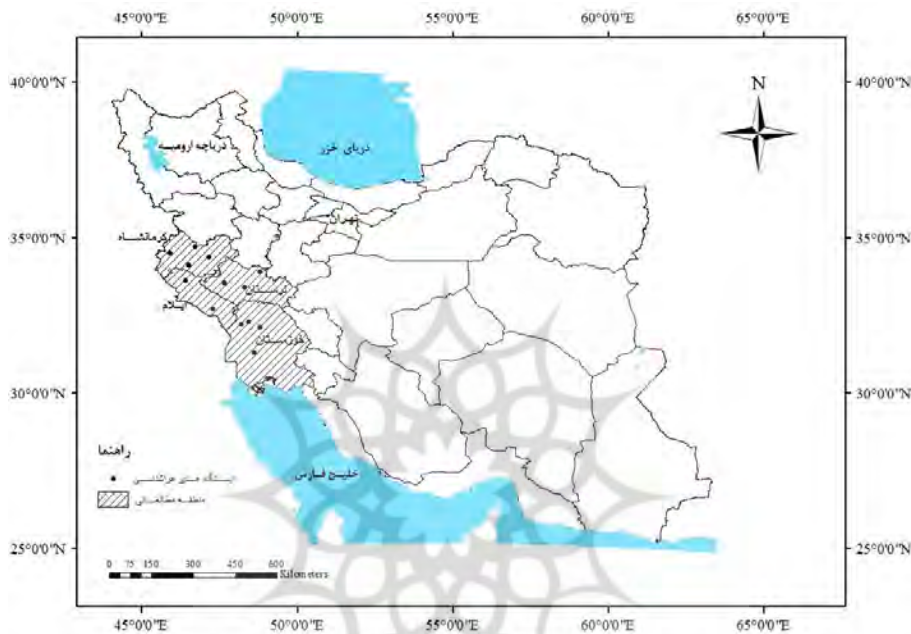 45°0'0"E 50°0'0"E 55°0'0"E 60°0'0"E 65°0'0"E
40°0'0"N 40°0'0"N
N
دریای خزر
دریاچه ارومیه
تهران
35°0'0"N 35°0'0"N
کرمانشاه
لرستان
ایلام
خوزستان
30°0'0"N 30°0'0"N
راهنما
خلیج فارس
ایستگاه های هواشناسی
منطقه مطالعاتی
25°0'0"N 25°0'0"N
0 75 150 300 450 600
Kilometers
45°0'0"E 50°0'0"E 55°0'0"E 60°0'0"E 65°0'0"E